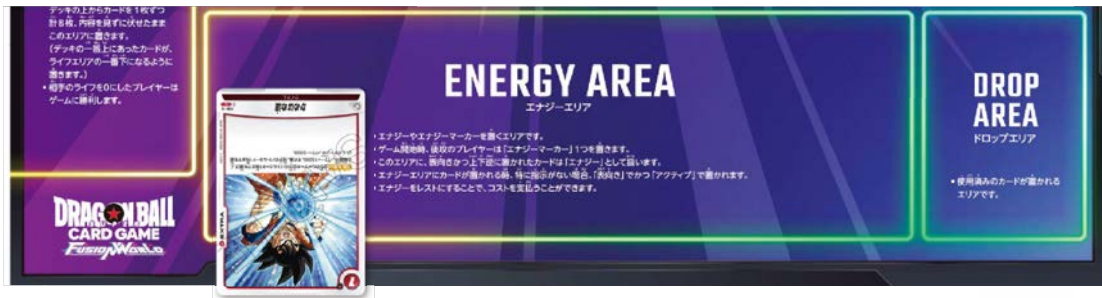 デッキの上からカードを1枚ずつ
計8枚、内容を見ずに伏せたまま
このエリアに置きます。
(デッキの一番上にあったカードが、
ライフエリアの一番下になるように
置きます。)
・相手のライフを0にしたプレイヤーは
ゲームに勝利します。
DRAGON BALL
CARD GAME
FUSION WORLD
EXTRA
1
ENERGY AREA
エナジーエリア
・エナジーやエナジーマーカーを置くエリアです。
・ゲーム開始時、後攻のプレイヤーは「エナジーマーカー」1つを置きます。
・このエリアに、表向きかつ上下逆に置かれたカードは「エナジー」として扱います。
・エナジーエリアにカードが置かれる時、特に指示がない場合、「表向き」でかつ「アクティブ」で置かれます。
・エナジーをレストにすることで、コストを支払うことができます。
DROP
AREA
ドロップエリア
・使用済みのカードが置かれる
エリアです。